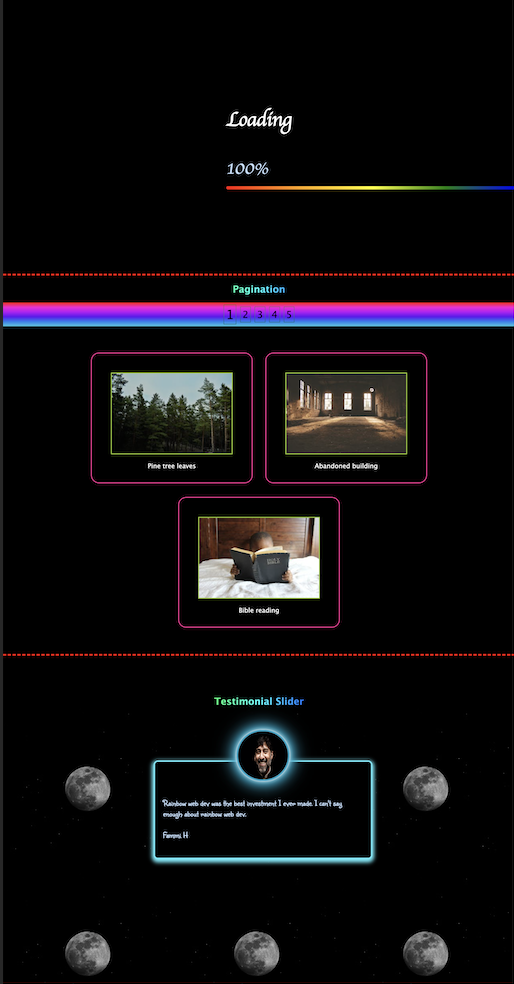 Loading
100%
Pagination
1 2 3 4 5
Pine tree leaves
Abandoned building
Bible reading
Testimonial Slider
Rainbow web dev was the best investment I ever made. I can't say
enough about rainbow web dev.